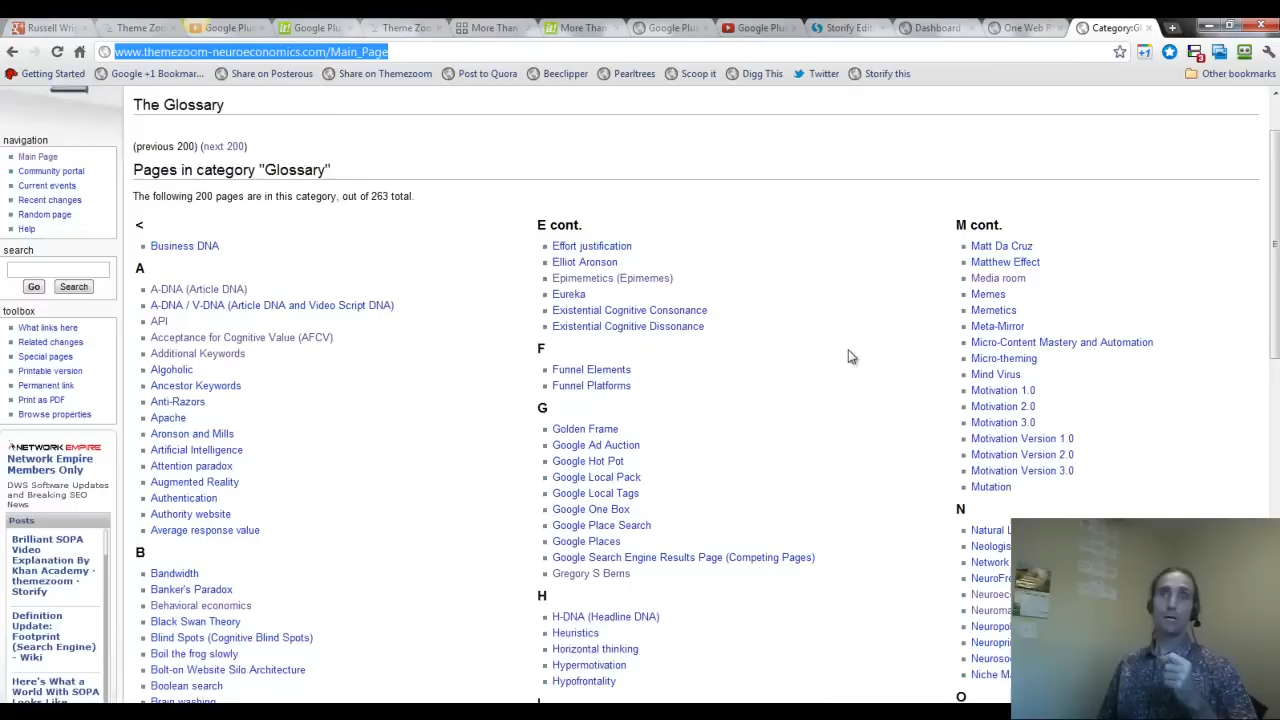 Russell Wri
Theme Zoo
Google Plu
Google Plu
Theme Zoo
More Than
More Than
Google Plu
Google Plu
Storify Edit
Dashboard
One Web R
Category:Gl
www.themezoom-neuroeconomics.com/Main_Page
Getting Started
Google +1 Bookmar...
Share on Posterous
Share on Themezoom
Post to Quora
Beeclipper
Pearltrees
Scoop it
Digg This
Twitter
Storify this
Other bookmarks
navigation
Main Page
Community portal
Current events
Recent changes
Random page
Help
search
Go Search
toolbox
What links here
Related changes
Special pages
Printable version
Permanent link
Print as PDF
Browse properties
NETWORK EMPIRE
Network Empire
Members Only
DWS Software Updates
and Breaking SEO
News
Posts
Brilliant SOPA
Video
Explanation By
Khan Academy ·
themezoom ·
Storify
Definition
Update:
Footprint
(Search Engine)
- Wiki
Here's What a
World With SOPA
Looks Like
The Glossary
(previous 200) (next 200)
Pages in category "Glossary"
The following 200 pages are in this category, out of 263 total.
<
Business DNA
A
A-DNA (Article DNA)
A-DNA / V-DNA (Article DNA and Video Script DNA)
API
Acceptance for Cognitive Value (AFCV)
Additional Keywords
Algoholic
Ancestor Keywords
Anti-Razors
Apache
Aronson and Mills
Artificial Intelligence
Attention paradox
Augmented Reality
Authentication
Authority website
Average response value
B
Bandwidth
Banker's Paradox
Behavioral economics
Black Swan Theory
Blind Spots (Cognitive Blind Spots)
Boil the frog slowly
Bolt-on Website Silo Architecture
Boolean search
Brain washing
E cont.
Effort justification
Elliot Aronson
Epimemetics (Epimemes)
Eureka
Existential Cognitive Consonance
Existential Cognitive Dissonance
F
Funnel Elements
Funnel Platforms
G
Golden Frame
Google Ad Auction
Google Hot Pot
Google Local Pack
Google Local Tags
Google One Box
Google Place Search
Google Places
Google Search Engine Results Page (Competing Pages)
Gregory S Berns
H
H-DNA (Headline DNA)
Heuristics
Horizontal thinking
Hypermotivation
Hypofrontality
M cont.
Matt Da Cruz
Matthew Effect
Media room
Memes
Memetics
Meta-Mirror
Micro-Content Mastery and Automation
Micro-theming
Mind Virus
Motivation 1.0
Motivation 2.0
Motivation 3.0
Motivation Version 1.0
Motivation Version 2.0
Motivation Version 3.0
Mutation
N
Natural L
Neologis
Network
NeuroFre
Neuroec
Neuroma
Neuropol
Neuropri
Neurosoc
Niche M
O